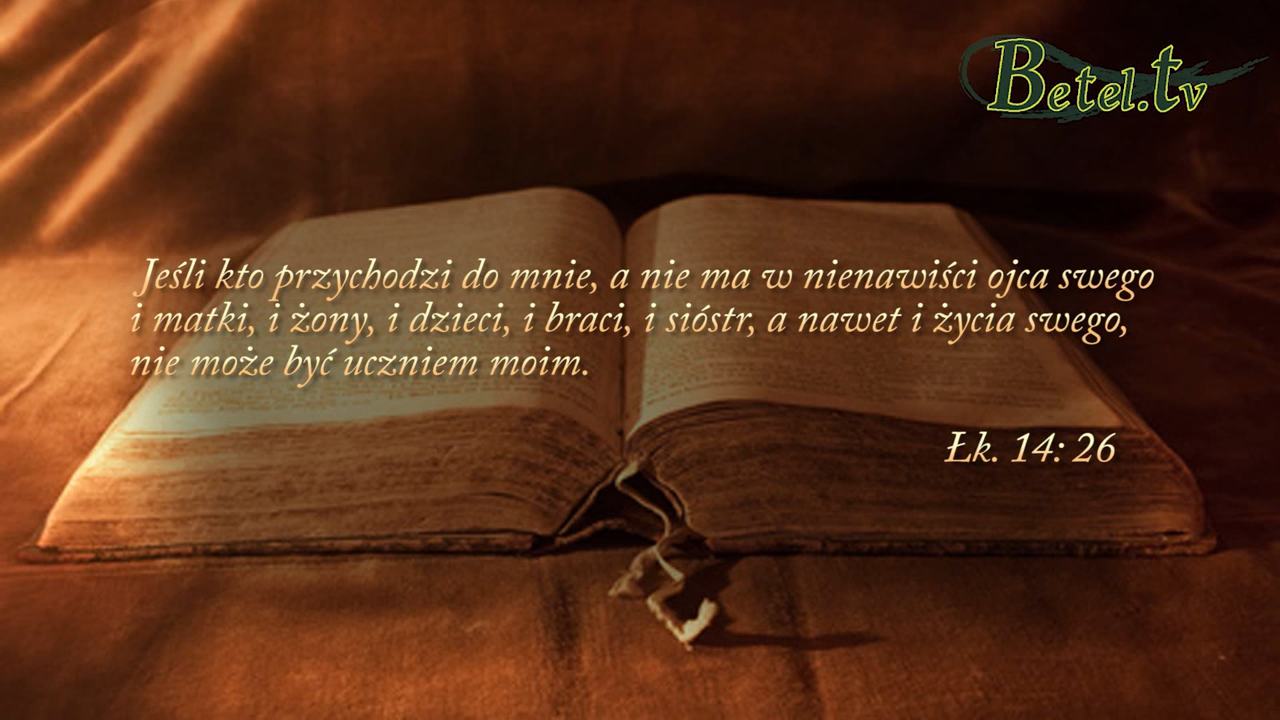 Betel.tv
Jeśli kto przychodzi do mnie, a nie ma w nienawiści ojca swego
i matki, i żony, i dzieci, i braci, i sióstr, a nawet i życia swego,
nie może być uczniem moim.
Łk. 14: 26